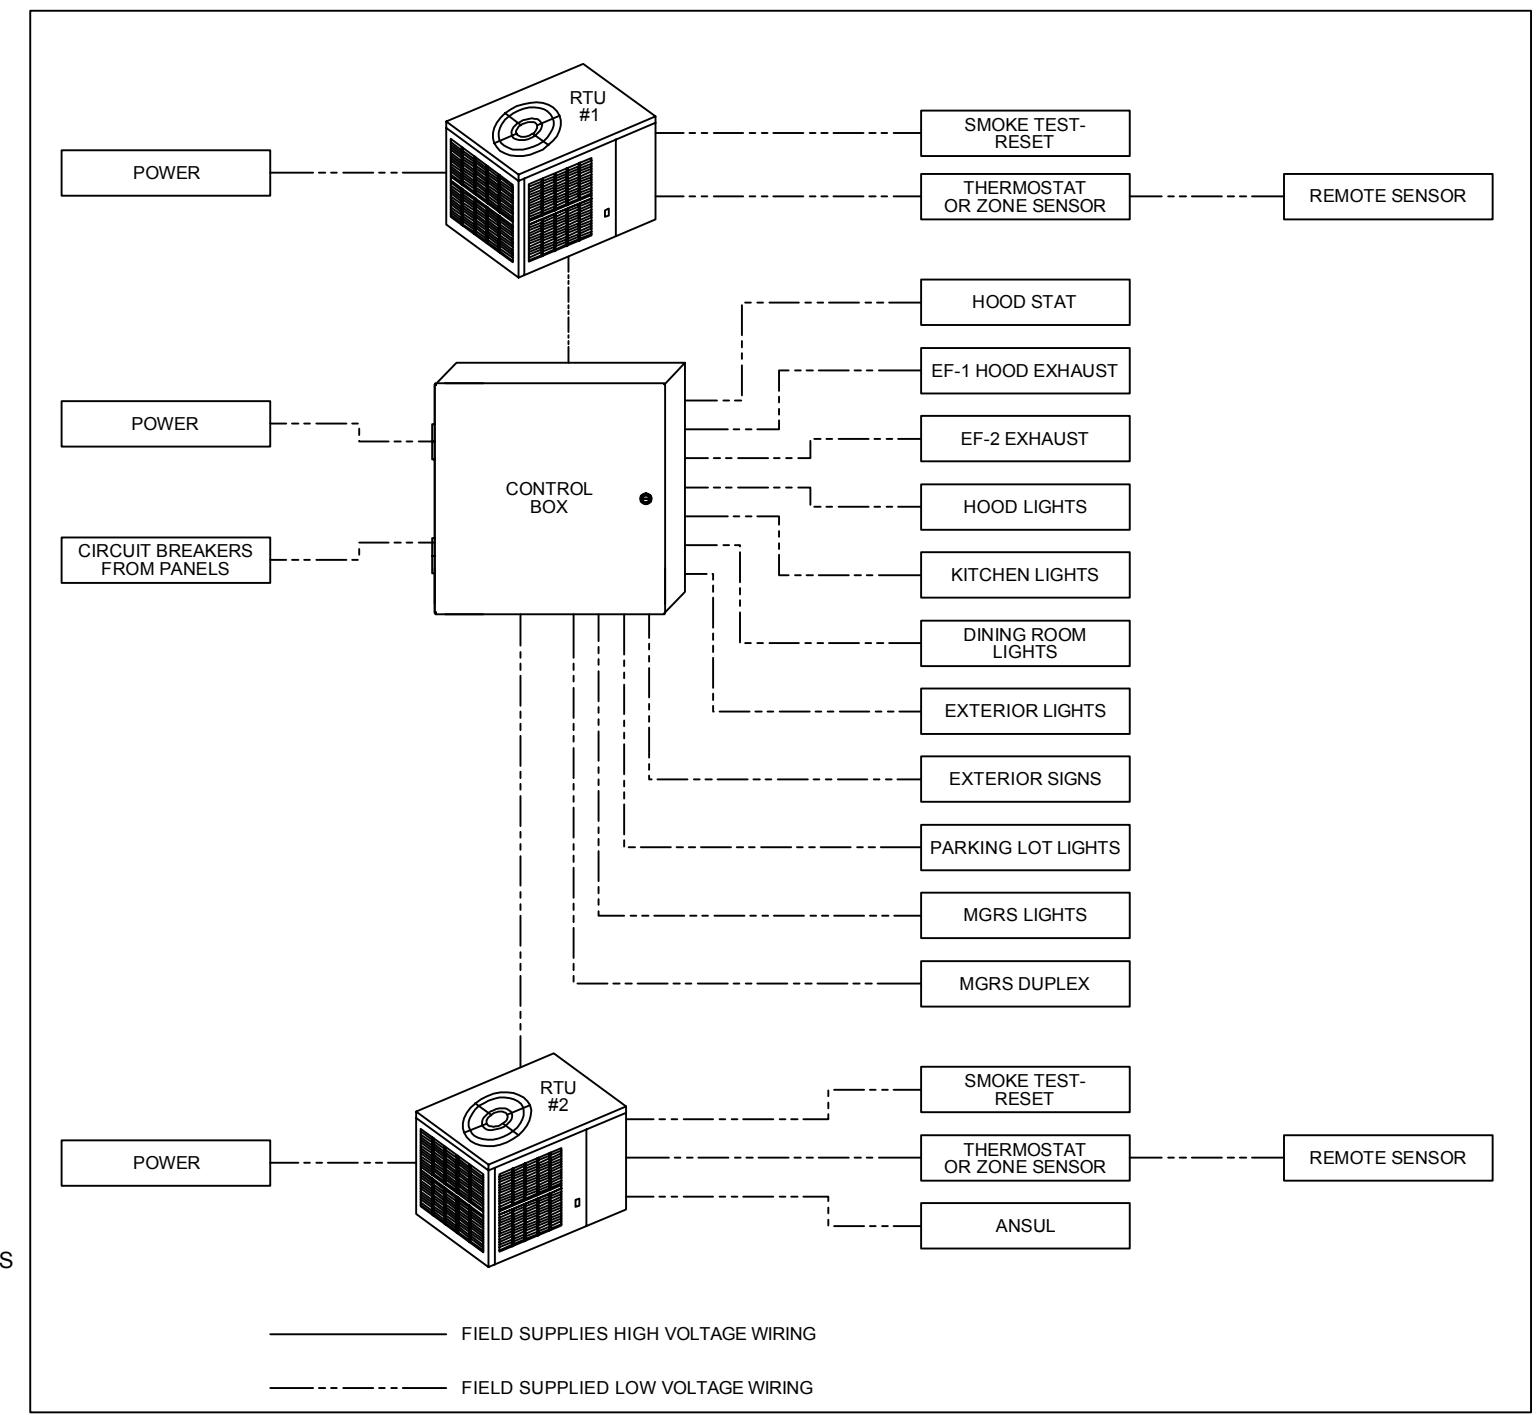 RTU
#1
SMOKE TEST-
RESET
POWER
THERMOSTAT
OR ZONE SENSOR
REMOTE SENSOR
HOOD STAT
EF-1 HOOD EXHAUST
POWER
EF-2 EXHAUST
CONTROL
BOX
HOOD LIGHTS
CIRCUIT BREAKERS
FROM PANELS
KITCHEN LIGHTS
DINING ROOM
LIGHTS
EXTERIOR LIGHTS
EXTERIOR SIGNS
PARKING LOT LIGHTS
MGRS LIGHTS
MGRS DUPLEX
RTU
#2
SMOKE TEST-
RESET
POWER
THERMOSTAT
OR ZONE SENSOR
REMOTE SENSOR
ANSUL
S
FIELD SUPPLIES HIGH VOLTAGE WIRING
FIELD SUPPLIED LOW VOLTAGE WIRING